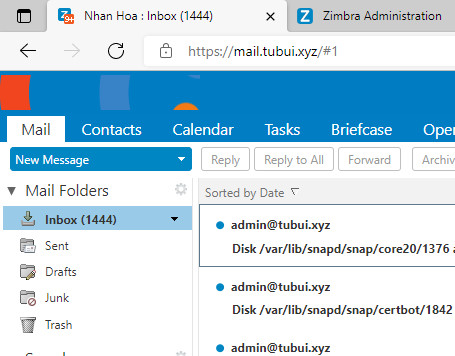 Nhan Hoa : Inbox (1444)
Zimbra Administration
https://mail.tubui.xyz/#1
Mail Contacts Calendar Tasks Briefcase Ope
New Message Reply Reply to All Forward Archiv
Mail Folders
Sorted by Date
Inbox (1444)
Sent
Drafts
Junk
Trash
admin@tubui.xyz
Disk /var/lib/snapd/snap/core20/1376 a
admin@tubui.xyz
Disk /var/lib/snapd/snap/certbot/1842
admin@tubui.xyz